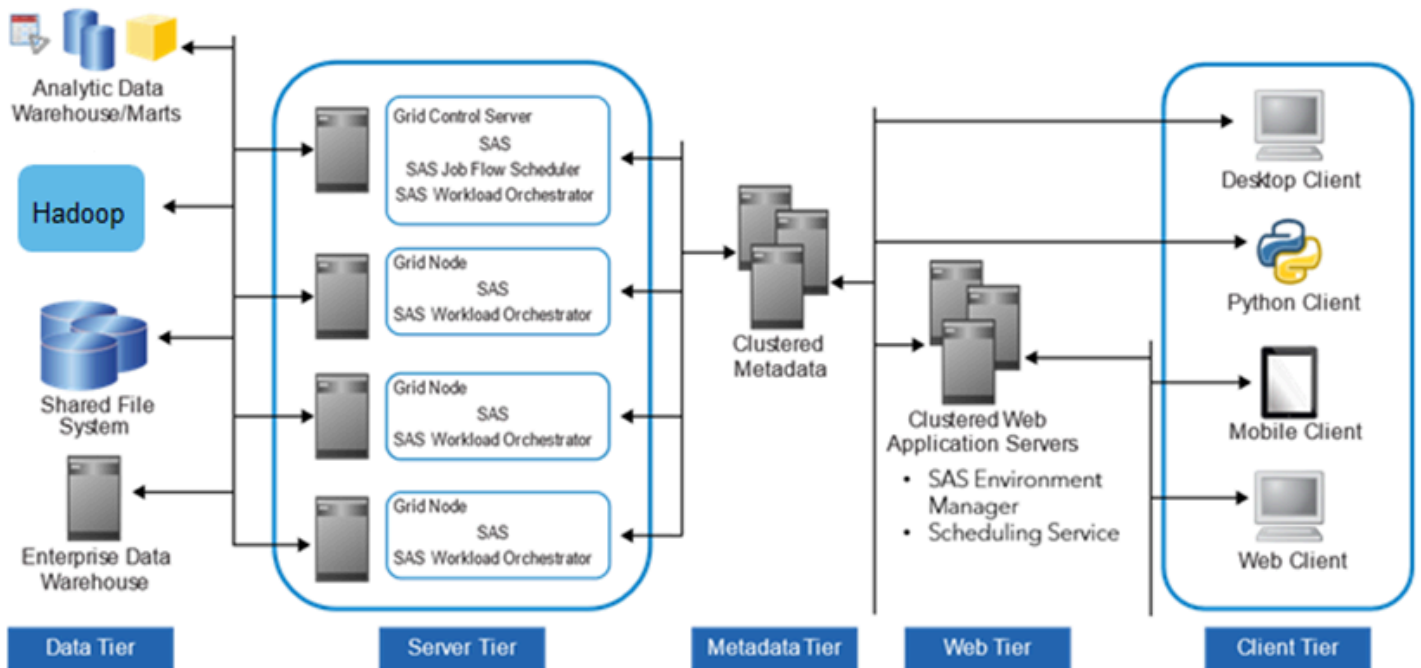 Analytic Data
Warehouse/Marts
Hadoop
Shared File
System
Enterprise Data
Warehouse
Data Tier
Grid Control Server
SAS
SAS Job Flow Scheduler
SAS Workload Orchestrator
Grid Node
SAS
SAS Workload Orchestrator
Grid Node
SAS
SAS Workload Orchestrator
Grid Node
SAS
SAS Workload Orchestrator
Server Tier
Clustered
Metadata
Metadata Tier
Clustered Web
Application Servers
• SAS Environment
Manager
• Scheduling Service
Web Tier
Desktop Client
Python Client
Mobile Client
Web Client
Client Tier